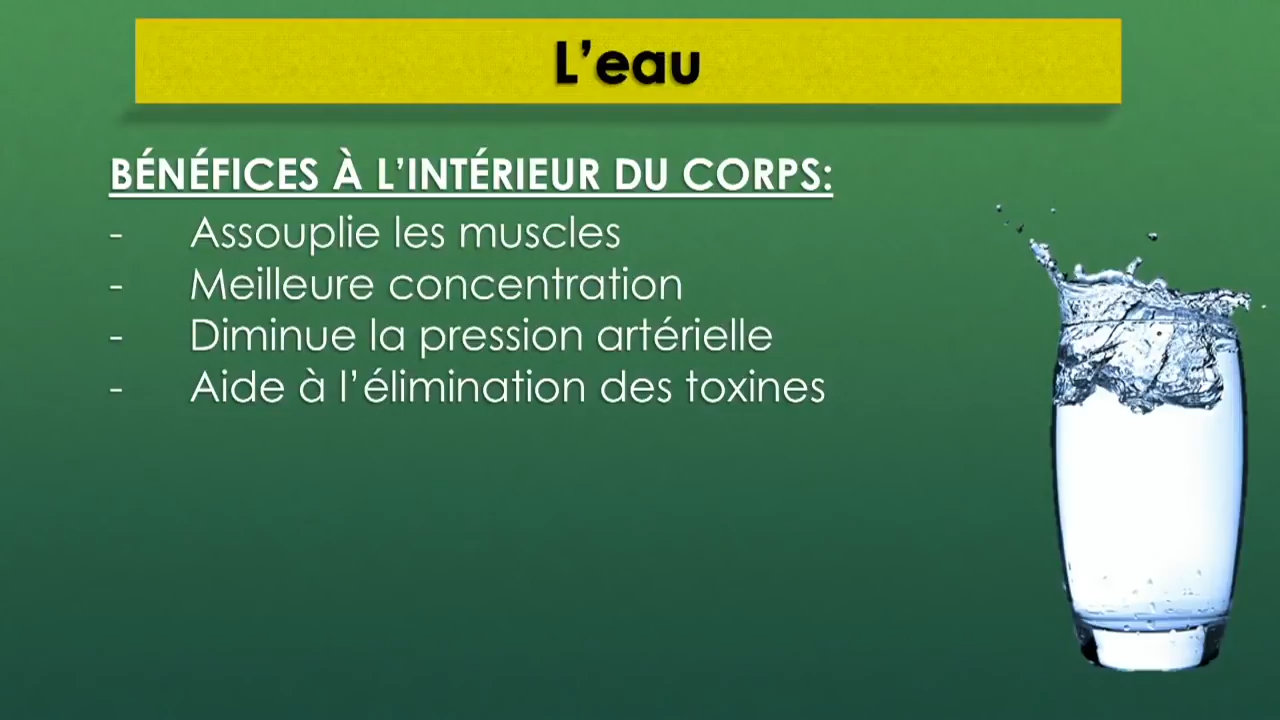 L’eau
BÉNÉFICES À L’INTÉRIEUR DU CORPS:
- Assouplie les muscles
- Meilleure concentration
- Diminue la pression artérielle
- Aide à l’élimination des toxines